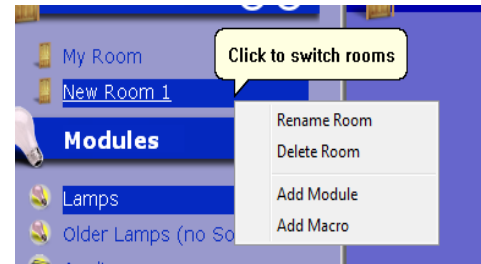 My Room
Click to switch rooms
New Room 1
Rename Room
Delete Room
Modules
Add Module
Lamps
Add Macro
Older Lamps (no So